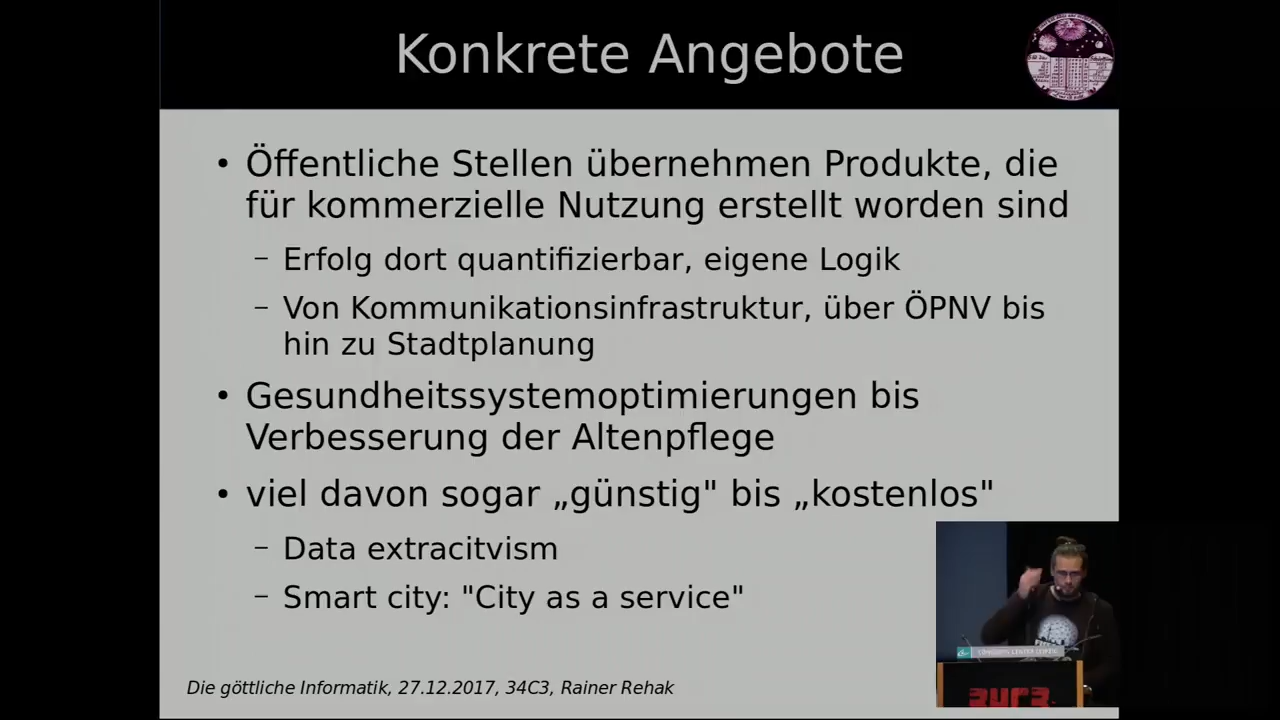 Konkrete Angebote
• Öffentliche Stellen übernehmen Produkte, die
für kommerzielle Nutzung erstellt worden sind
– Erfolg dort quantifizierbar, eigene Logik
– Von Kommunikationsinfrastruktur, über ÖPNV bis
hin zu Stadtplanung
• Gesundheitssystemoptimierungen bis
Verbesserung der Altenpflege
• viel davon sogar „günstig" bis „kostenlos"
– Data extracitvism
– Smart city: "City as a service"
Die göttliche Informatik, 27.12.2017, 34C3, Rainer Rehak